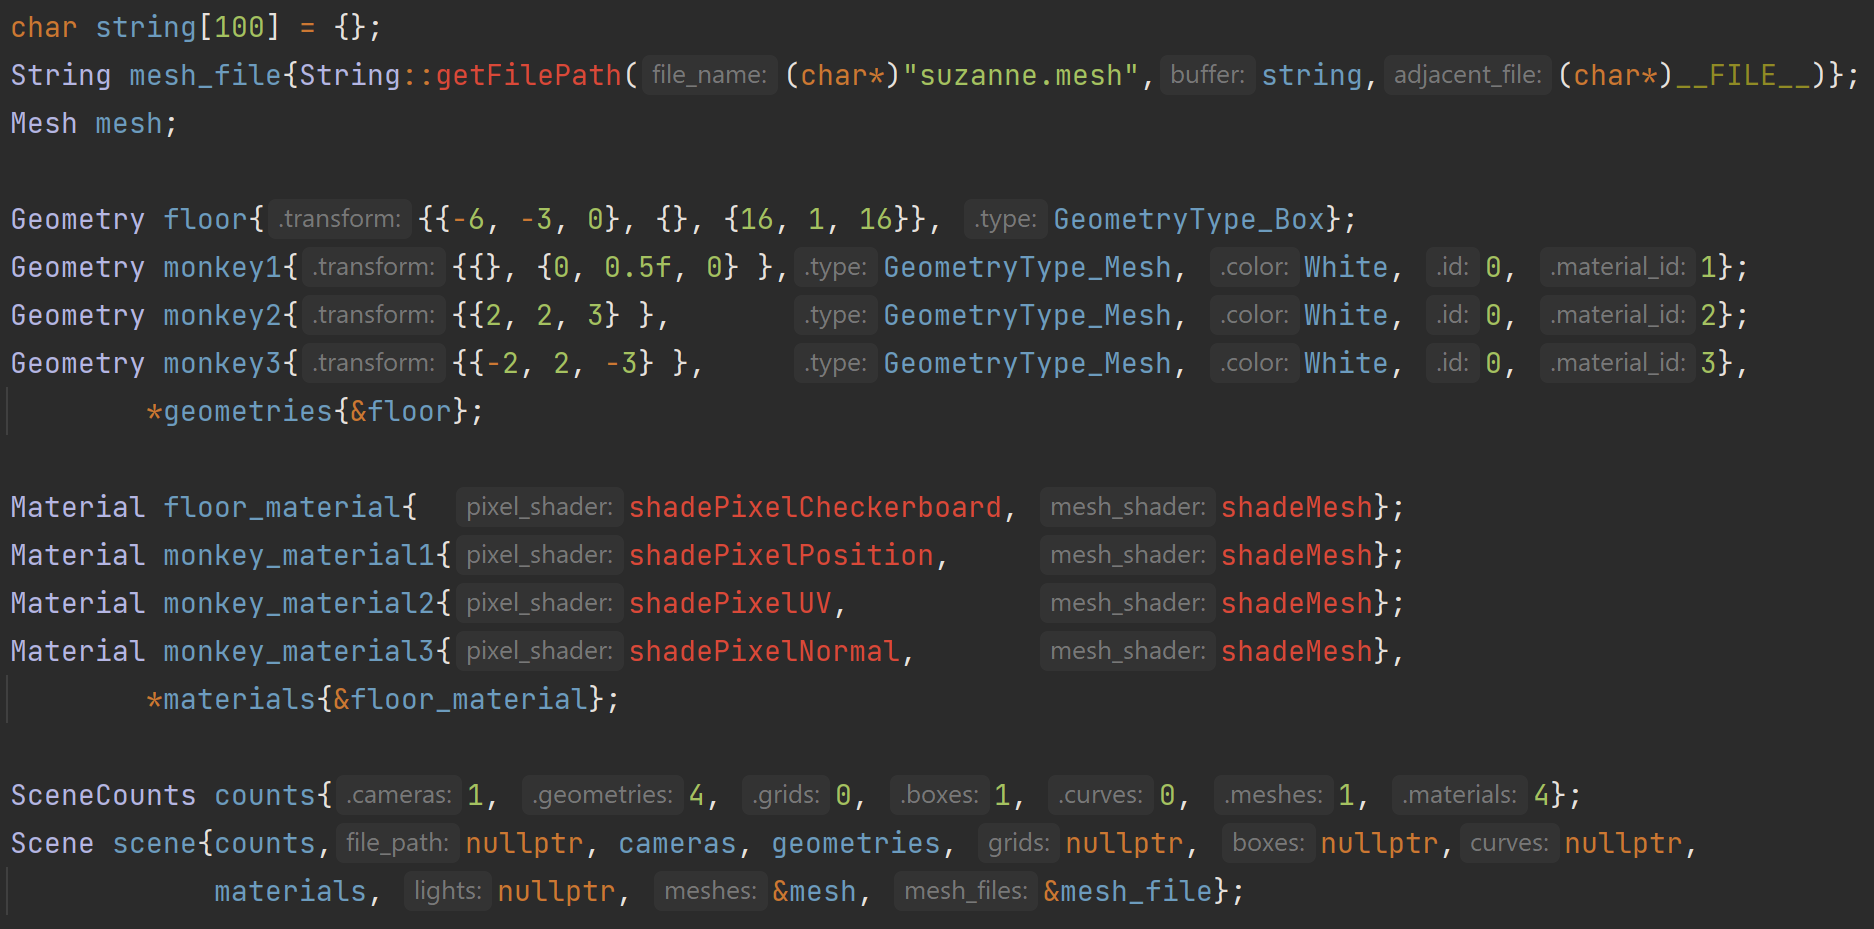 char string[100] = {};
String mesh_file{String::getFilePath( file_name: (char*)"suzanne.mesh", buffer: string, adjacent_file: (char*)__FILE__)};
Mesh mesh;
Geometry floor{ .transform: {{-6, -3, 0}, {}, {16, 1, 16}}, .type: GeometryType_Box};
Geometry monkey1{ .transform: {{}, {0, 0.5f, 0} }, .type: GeometryType_Mesh, .color: White, .id: 0, .material_id: 1};
Geometry monkey2{ .transform: {{2, 2, 3} }, .type: GeometryType_Mesh, .color: White, .id: 0, .material_id: 2};
Geometry monkey3{ .transform: {{-2, 2, -3} }, .type: GeometryType_Mesh, .color: White, .id: 0, .material_id: 3},
*geometries{&floor};
Material floor_material{ pixel_shader: shadePixelCheckerboard, mesh_shader: shadeMesh};
Material monkey_material1{ pixel_shader: shadePixelPosition, mesh_shader: shadeMesh};
Material monkey_material2{ pixel_shader: shadePixelUV, mesh_shader: shadeMesh};
Material monkey_material3{ pixel_shader: shadePixelNormal, mesh_shader: shadeMesh},
*materials{&floor_material};
SceneCounts counts{ .cameras: 1, .geometries: 4, .grids: 0, .boxes: 1, .curves: 0, .meshes: 1, .materials: 4};
Scene scene{counts, file_path: nullptr, cameras, geometries, grids: nullptr, boxes: nullptr, curves: nullptr,
materials, lights: nullptr, meshes: &mesh, mesh_files: &mesh_file};